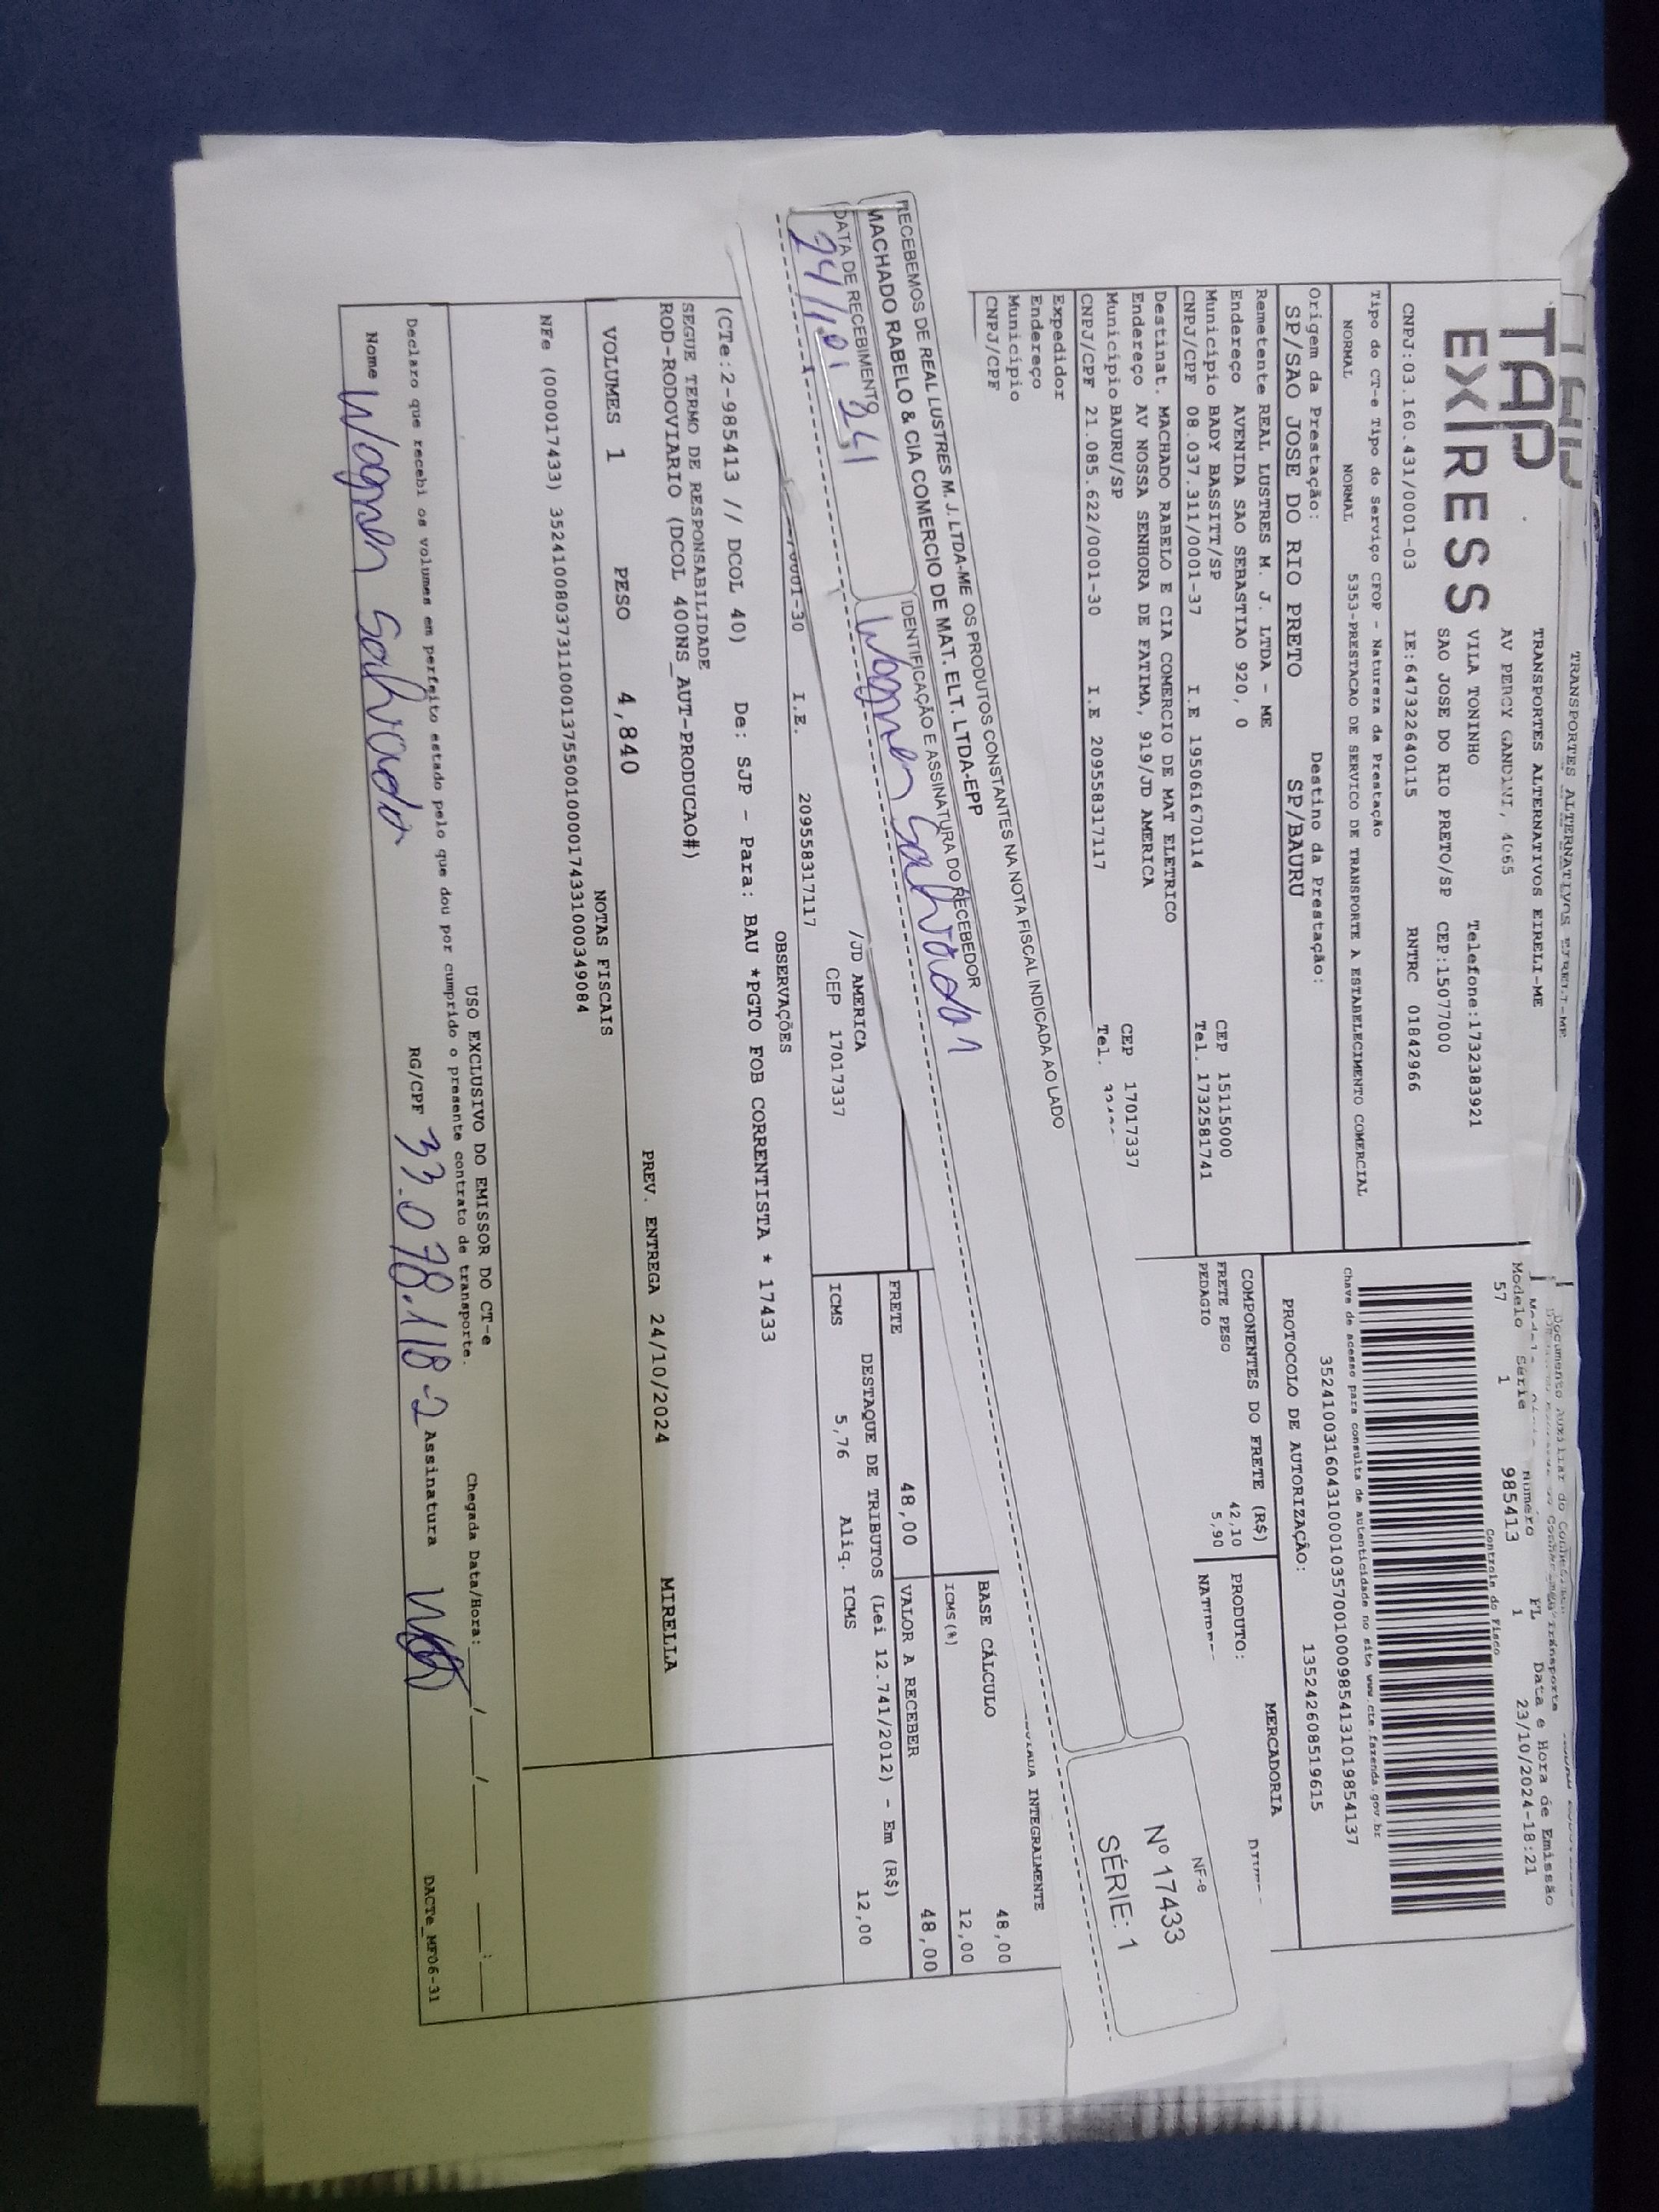 TRANSPORTES ALTERNATIVOS EIRELI-ME
TAP
EXPRESS
TRANSPORTES ALTERNATIVOS EIRELI-ME
AV PERCY GANDINI, 4065
VILA TONINHO Telefone:1732383921
SAO JOSE DO RIO PRETO/SP CEP:15077000
CNPJ:03.160.431/0001-03 IE:647322640115 RNTRC 01842966
Modelo Série Número FL Data e Hora de Emissão
57 1 985413 1 23/10/2024-18:21
Controle do Fisco
Chave de acesso para consulta de autenticidade no site www.cte.fazenda.gov.br
35241003160431000103570010009854131019854137
PROTOCOLO DE AUTORIZAÇÃO: 135242608519615
Tipo do CT-e Tipo do Serviço CFOP - Natureza da Prestação
NORMAL NORMAL 5353-PRESTACAO DE SERVICO DE TRANSPORTE A ESTABELECIMENTO COMERCIAL
Origem da Prestação: Destino da Prestação:
SP/SAO JOSE DO RIO PRETO SP/BAURU
Remetente REAL LUSTRES M. J. LTDA - ME
Endereço AVENIDA SAO SEBASTIAO 920, 0
Município BADY BASSITT/SP CEP 15115000
CNPJ/CPF 08.037.311/0001-37 I.E 195061670114 Tel. 1732581741
Destinat. MACHADO RABELO E CIA COMERCIO DE MAT ELETRICO
Endereço AV NOSSA SENHORA DE FATIMA, 919/JD AMERICA
Município BAURU/SP CEP 17017337
CNPJ/CPF 21.085.622/0001-30 I.E 209558317117 Tel.
Expedidor
Endereço
Município
CNPJ/CPF
COMPONENTES DO FRETE (R$)
FRETE PESO 42,10
PEDAGIO 5,90
MERCADORIA
PRODUTO:
RECEBEMOS DE REAL LUSTRES M. J. LTDA-ME OS PRODUTOS CONSTANTES NA NOTA FISCAL INDICADA AO LADO
MACHADO RABELO & CIA COMERCIO DE MAT. ELT. LTDA-EPP
DATA DE RECEBIMENTO IDENTIFICAÇÃO E ASSINATURA DO RECEBEDOR
Wagner Salvador
NF-e
Nº 17433
SÉRIE: 1
INTEGRALMENTE
BASE CÁLCULO 48,00
ICMS(%) 12,00
FRETE 48,00 VALOR A RECEBER 48,00
DESTAQUE DE TRIBUTOS (Lei 12.741/2012) - Em (R$)
ICMS 5,76 Aliq. ICMS 12,00
/JD AMERICA
CEP 17017337
/0001-30 I.E. 209558317117
OBSERVAÇÕES
(CTe:2-985413 // DCOL 40) De: SJP - Para: BAU *PGTO FOB CORRENTISTA * 17433
SEGUE TERMO DE RESPONSABILIDADE
ROD-RODOVIARIO (DCOL 400NS_AUT-PRODUCAO#)
VOLUMES 1 PESO 4,840 PREV. ENTREGA 24/10/2024 MIRELLA
NOTAS FISCAIS
NFe (000017433) 35241008037311000137550010000174331000349084
USO EXCLUSIVO DO EMISSOR DO CT-e
Declaro que recebi os volumes em perfeito estado pelo que dou por cumprido o presente contrato de transporte.
Chegada Data/Hora: / / :
Nome Wagner Salvador RG/CPF 33.078.118-2 Assinatura
DACTe_MF06-31